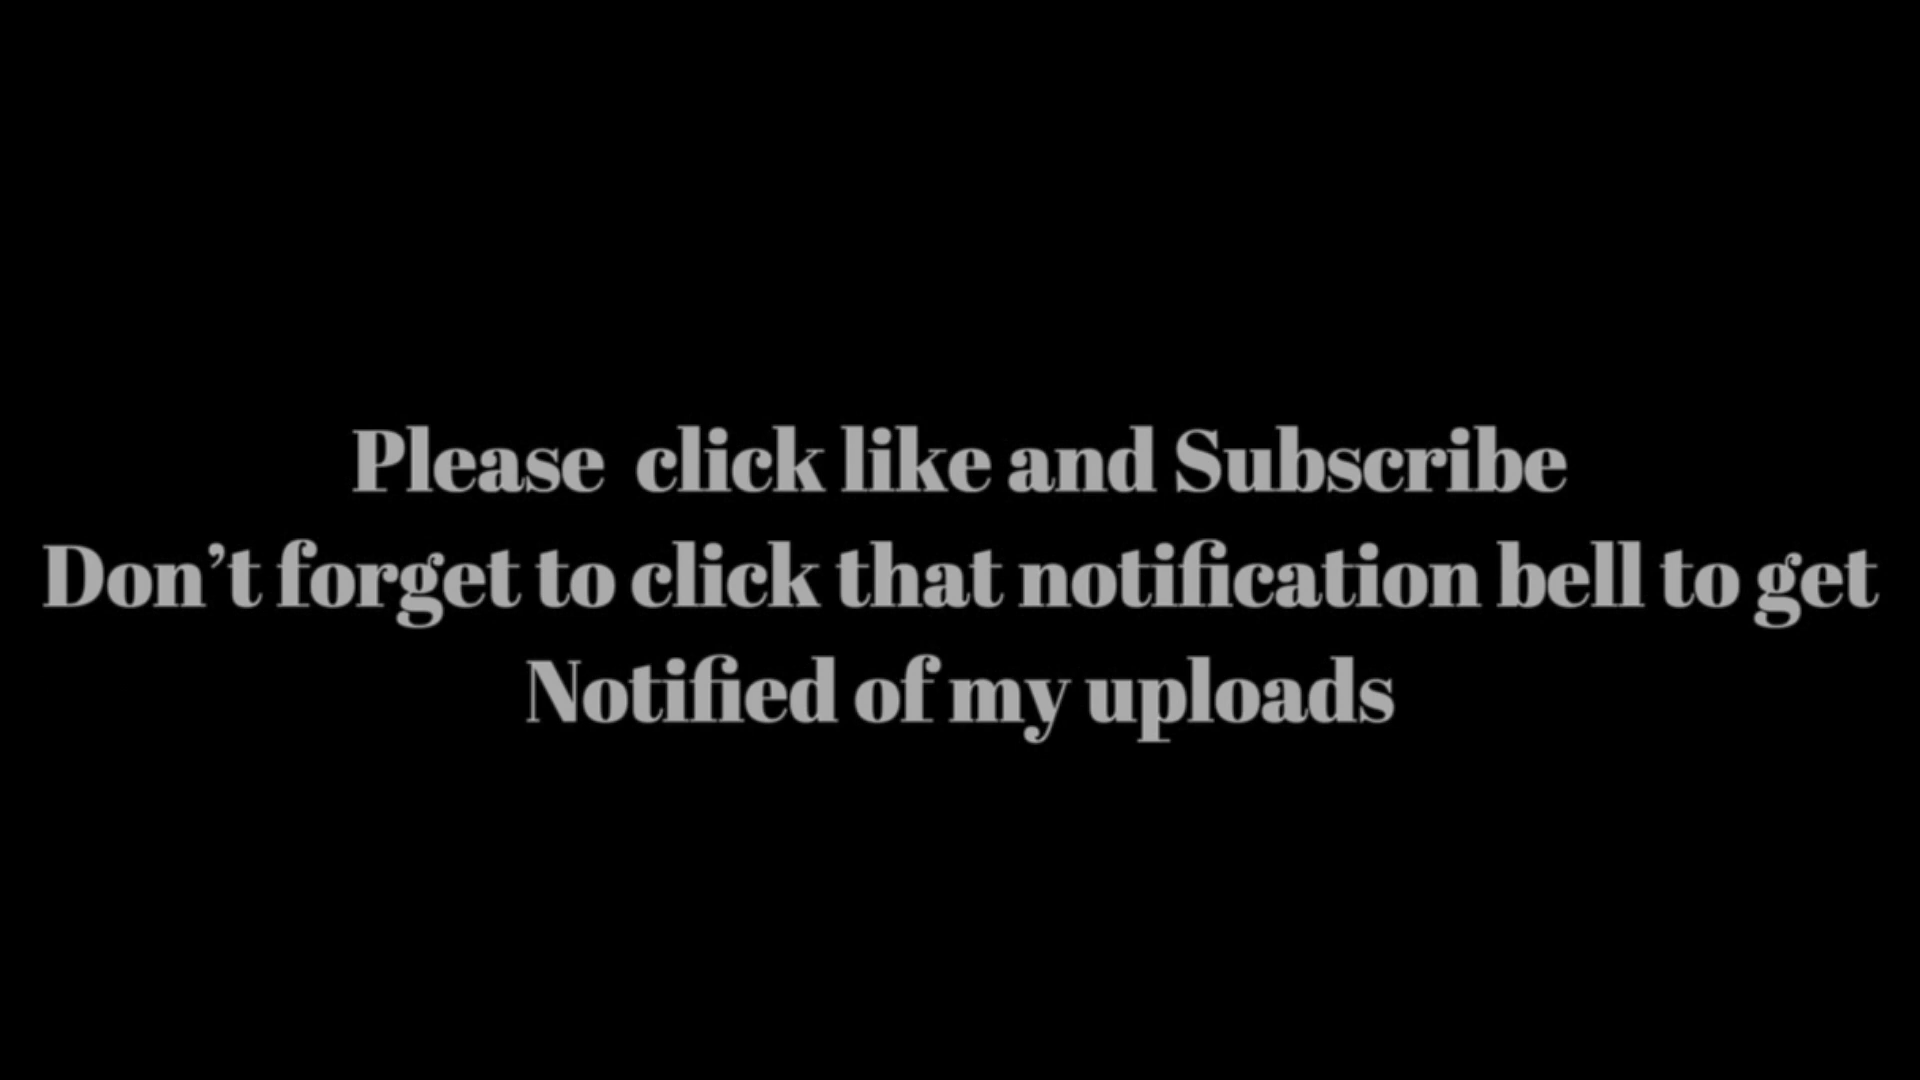 Please  click like and Subscribe
Don’t forget to click that notification bell to get
Notified of my uploads